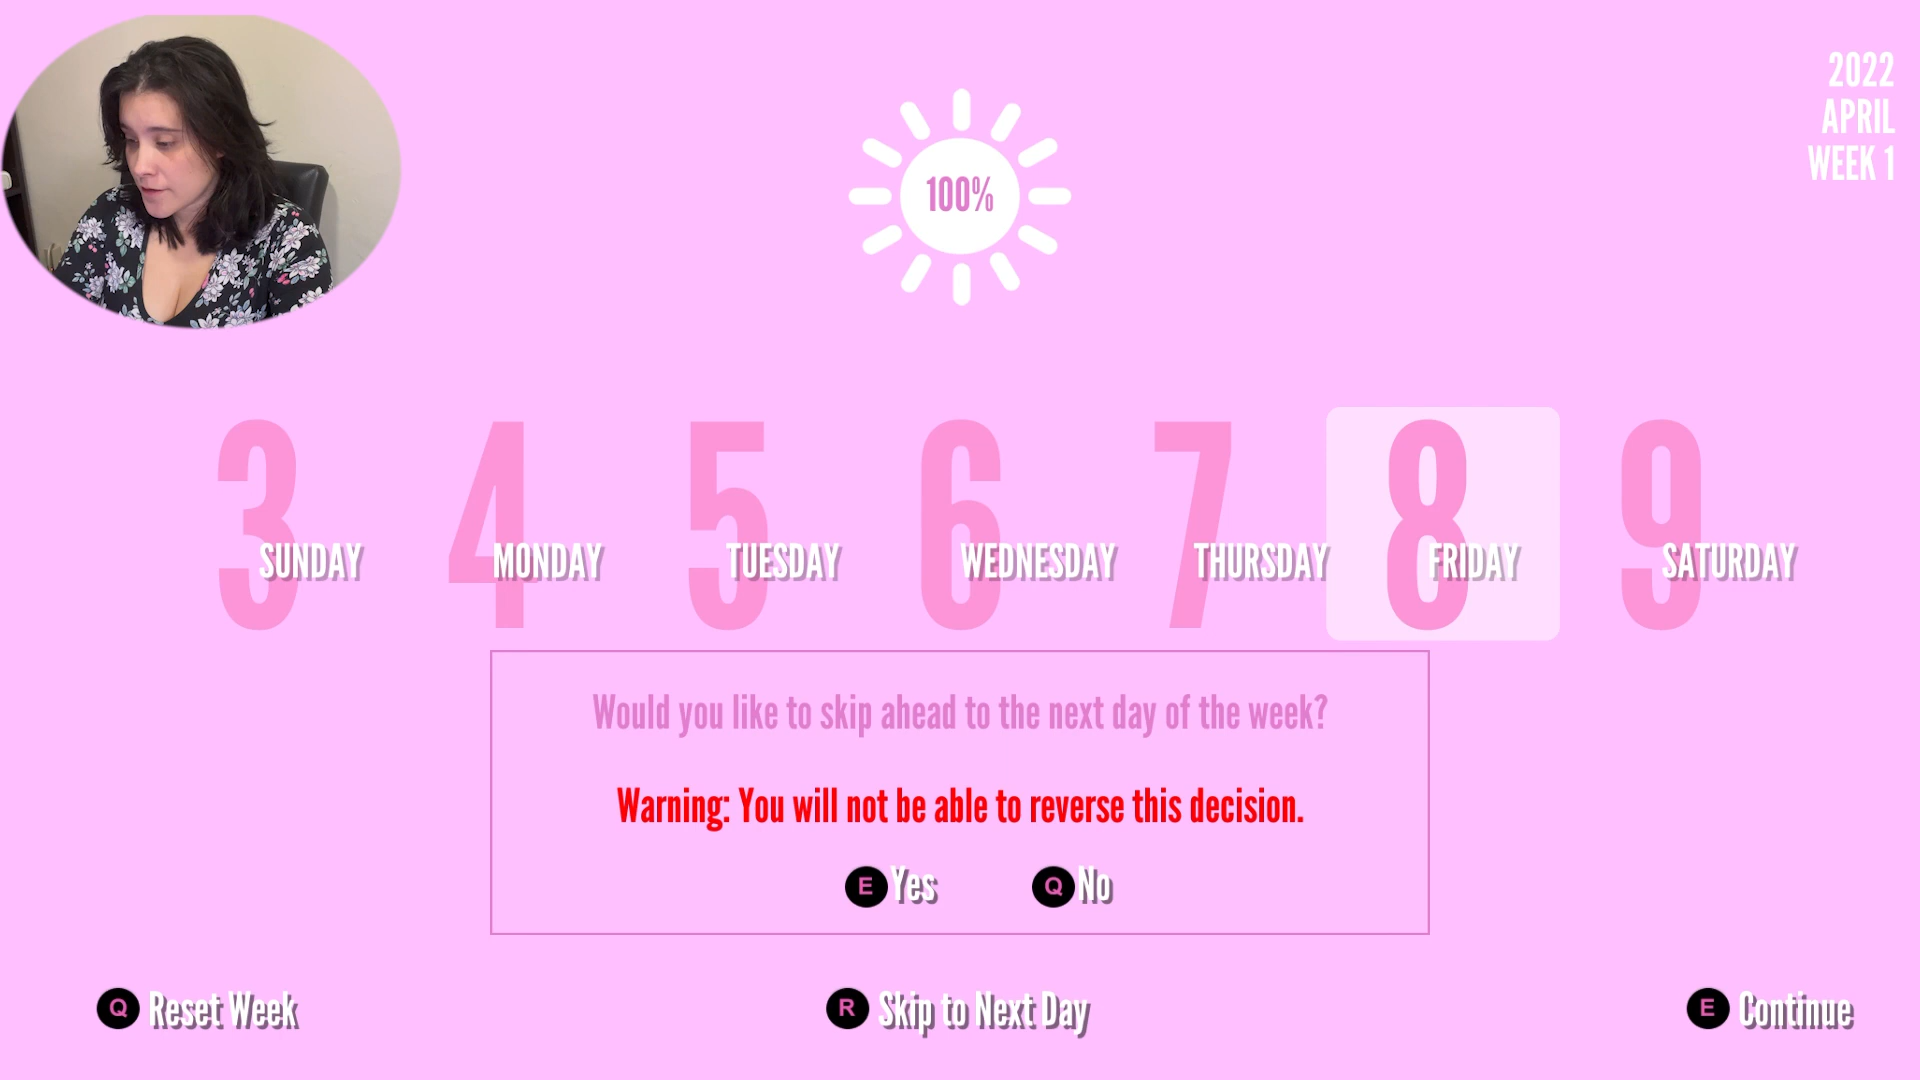 2022
APRIL
WEEK 1
100%
3 SUNDAY
4 MONDAY
5 TUESDAY
6 WEDNESDAY
7 THURSDAY
8 FRIDAY
9 SATURDAY
Would you like to skip ahead to the next day of the week?
Warning: You will not be able to reverse this decision.
E Yes Q No
Q Reset Week R Skip to Next Day E Continue